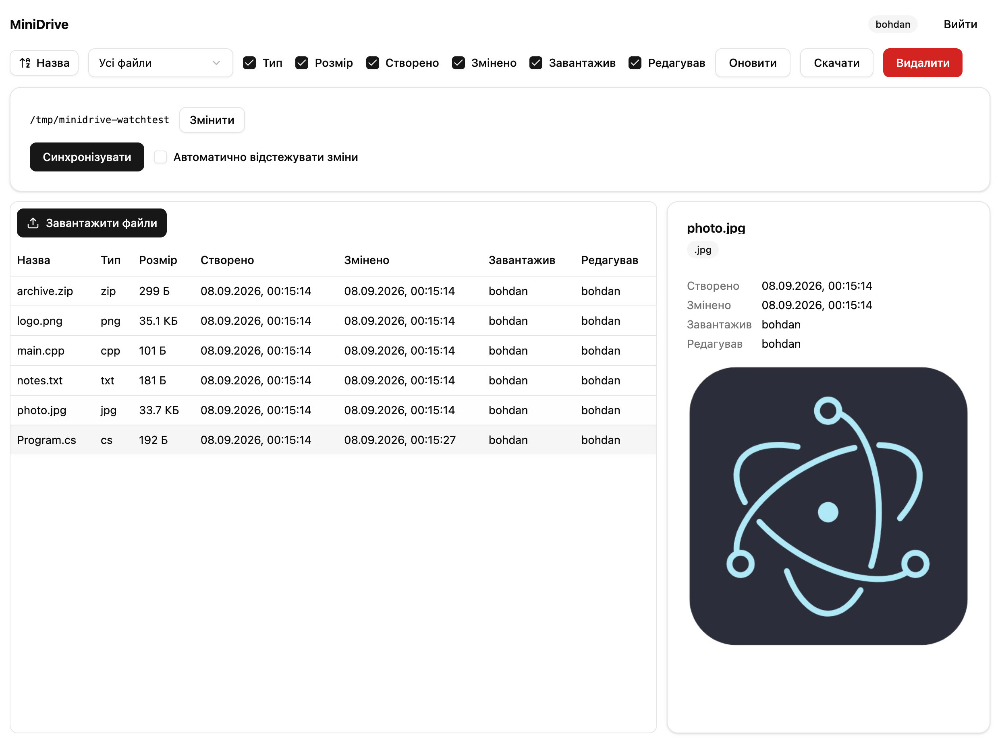 MiniDrive bohdan Вийти
Назва Усі файли Тип Розмір Створено Змінено Завантажив Редагував Оновити Скачати Видалити
/tmp/minidrive-watchtest Змінити
Синхронізувати Автоматично відстежувати зміни
Завантажити файли
Назва Тип Розмір Створено Змінено Завантажив Редагував
archive.zip zip 299 Б 08.09.2026, 00:15:14 08.09.2026, 00:15:14 bohdan bohdan
logo.png png 35.1 КБ 08.09.2026, 00:15:14 08.09.2026, 00:15:14 bohdan bohdan
main.cpp cpp 101 Б 08.09.2026, 00:15:14 08.09.2026, 00:15:14 bohdan bohdan
notes.txt txt 181 Б 08.09.2026, 00:15:14 08.09.2026, 00:15:14 bohdan bohdan
photo.jpg jpg 33.7 КБ 08.09.2026, 00:15:14 08.09.2026, 00:15:14 bohdan bohdan
Program.cs cs 192 Б 08.09.2026, 00:15:14 08.09.2026, 00:15:27 bohdan bohdan
photo.jpg
.jpg
Створено 08.09.2026, 00:15:14
Змінено 08.09.2026, 00:15:14
Завантажив bohdan
Редагував bohdan